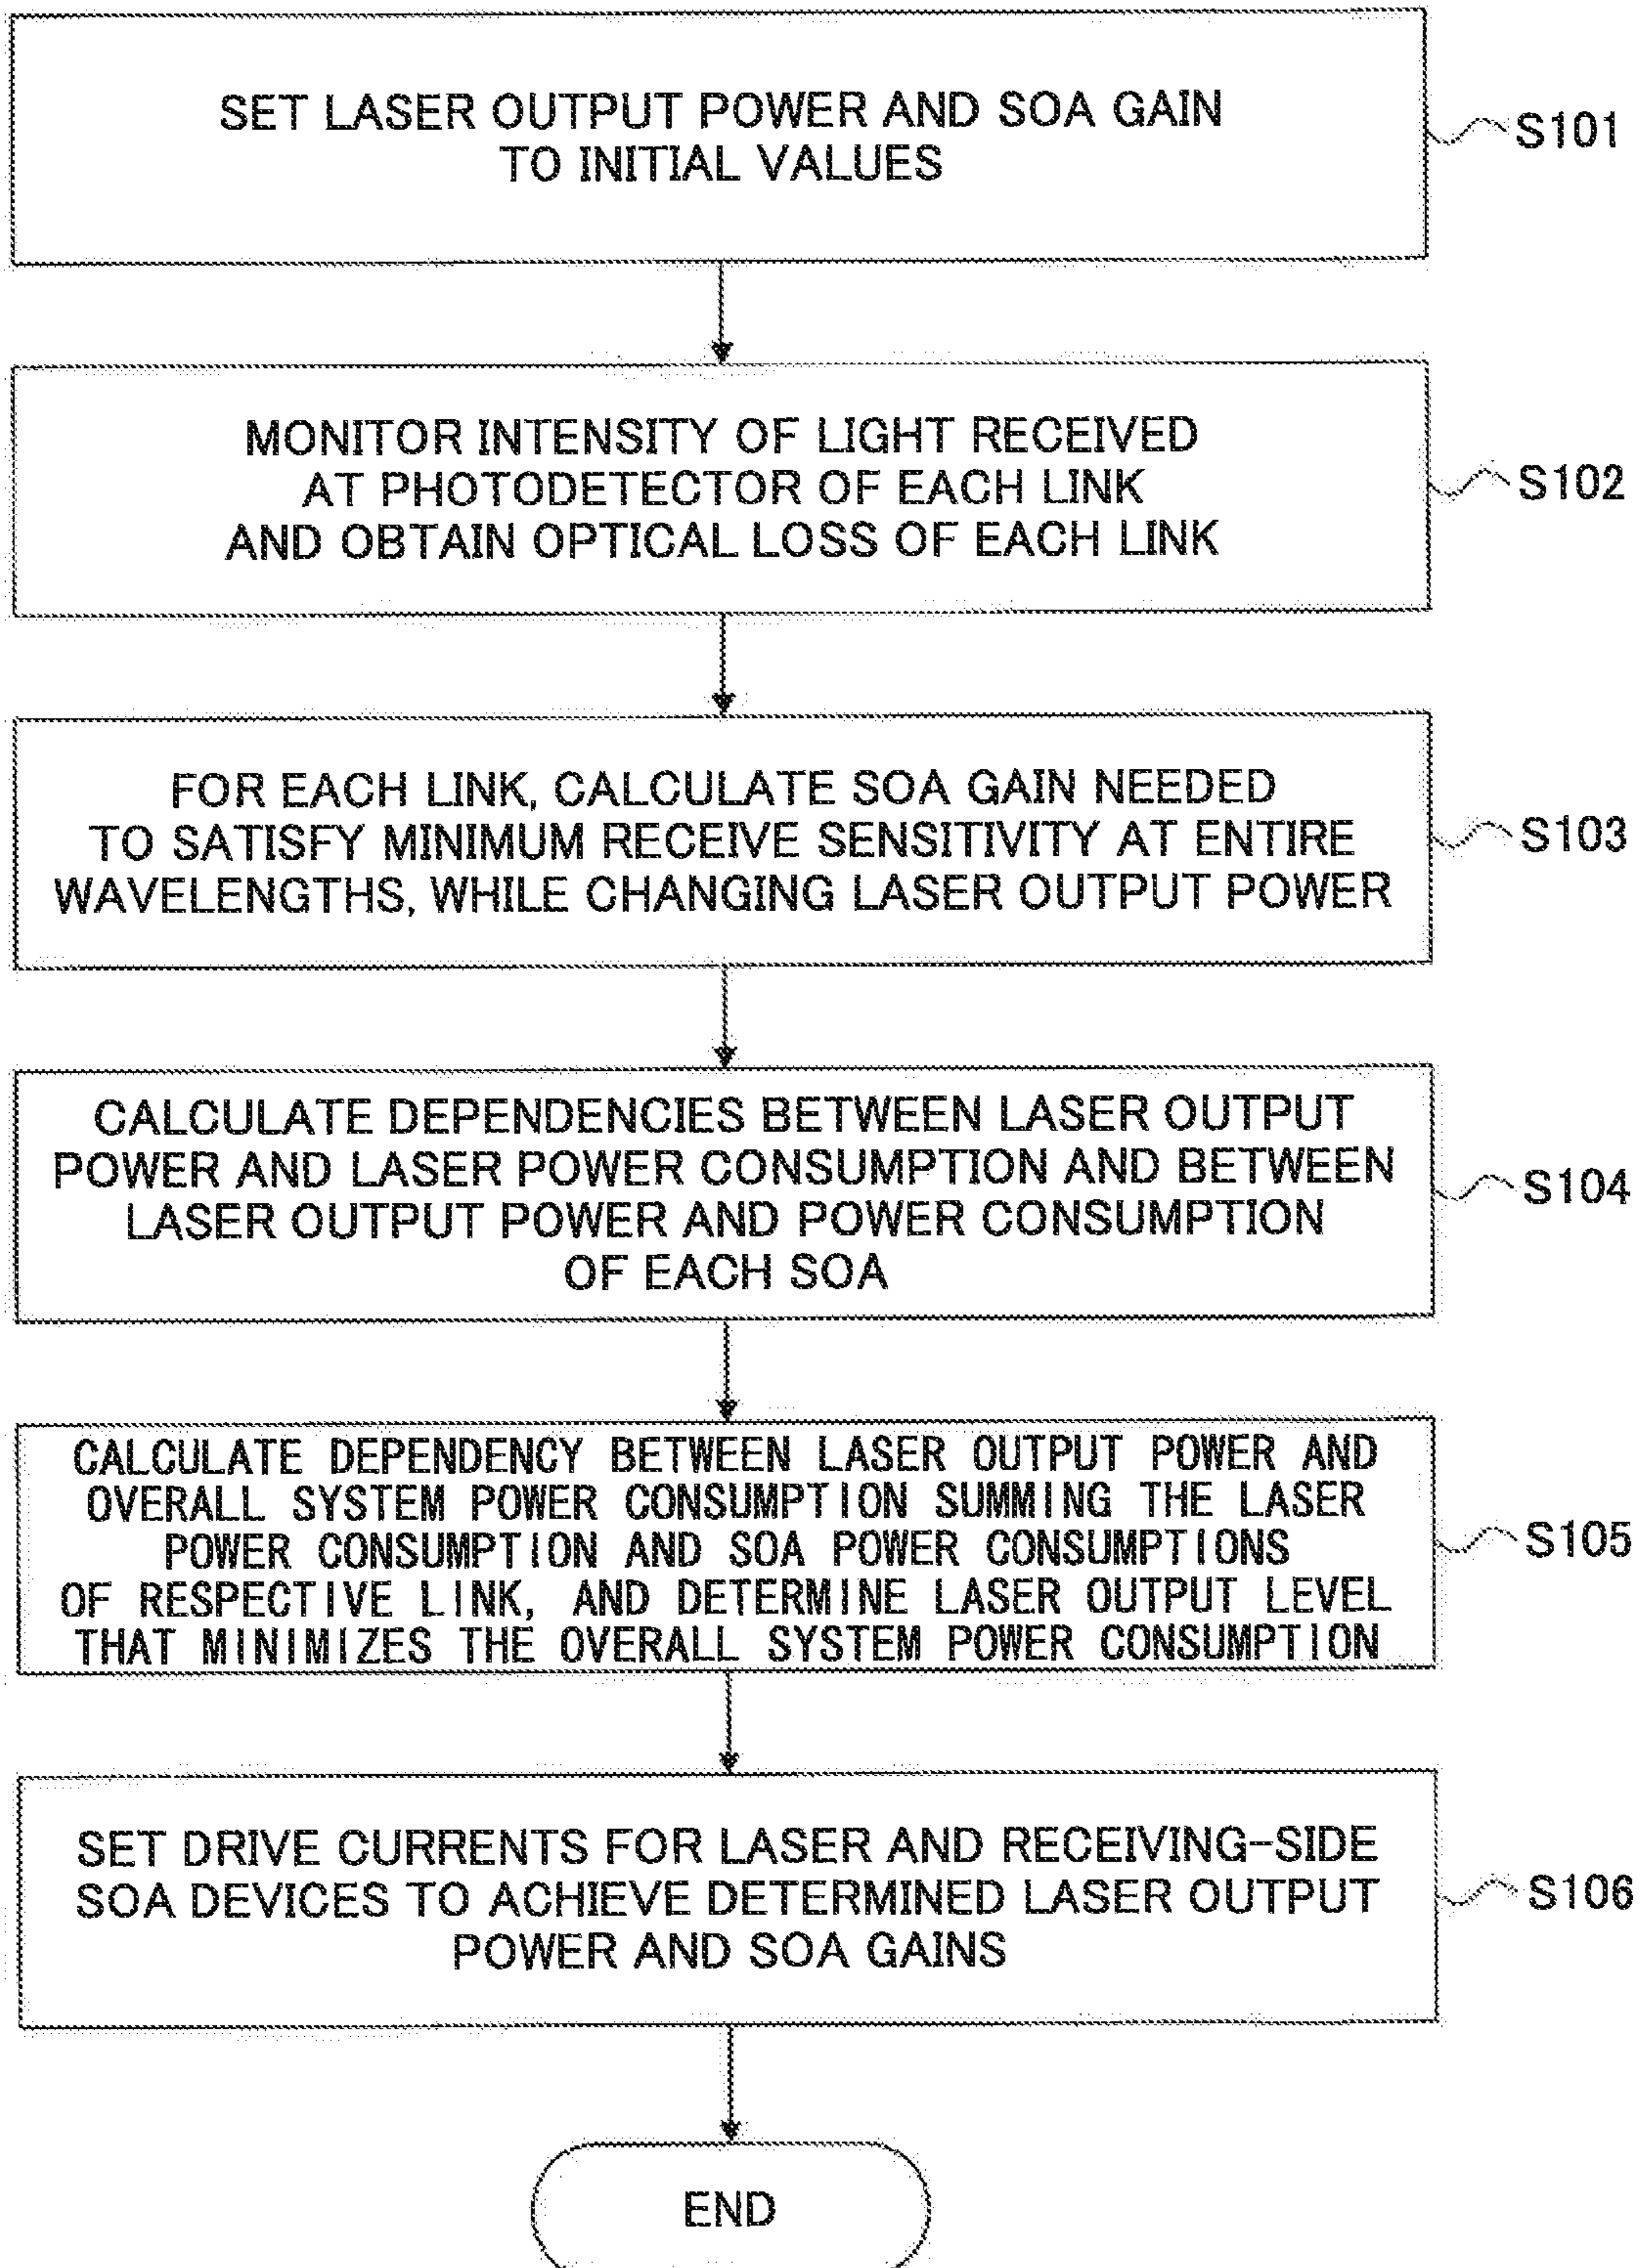 SET LASER OUTPUT POWER AND SOA GAIN
TO INITIAL VALUES
S101
MONITOR INTENSITY OF LIGHT RECEIVED
AT PHOTODETECTOR OF EACH LINK
AND OBTAIN OPTICAL LOSS OF EACH LINK
S102
FOR EACH LINK, CALCULATE SOA GAIN NEEDED
TO SATISFY MINIMUM RECEIVE SENSITIVITY AT ENTIRE
WAVELENGTHS, WHILE CHANGING LASER OUTPUT POWER
S103
CALCULATE DEPENDENCIES BETWEEN LASER OUTPUT
POWER AND LASER POWER CONSUMPTION AND BETWEEN
LASER OUTPUT POWER AND POWER CONSUMPTION
OF EACH SOA
S104
CALCULATE DEPENDENCY BETWEEN LASER OUTPUT POWER AND
OVERALL SYSTEM POWER CONSUMPTION SUMMING THE LASER
POWER CONSUMPTION AND SOA POWER CONSUMPTIONS
OF RESPECTIVE LINK, AND DETERMINE LASER OUTPUT LEVEL
THAT MINIMIZES THE OVERALL SYSTEM POWER CONSUMPTION
S105
SET DRIVE CURRENTS FOR LASER AND RECEIVING-SIDE
SOA DEVICES TO ACHIEVE DETERMINED LASER OUTPUT
POWER AND SOA GAINS
S106
END